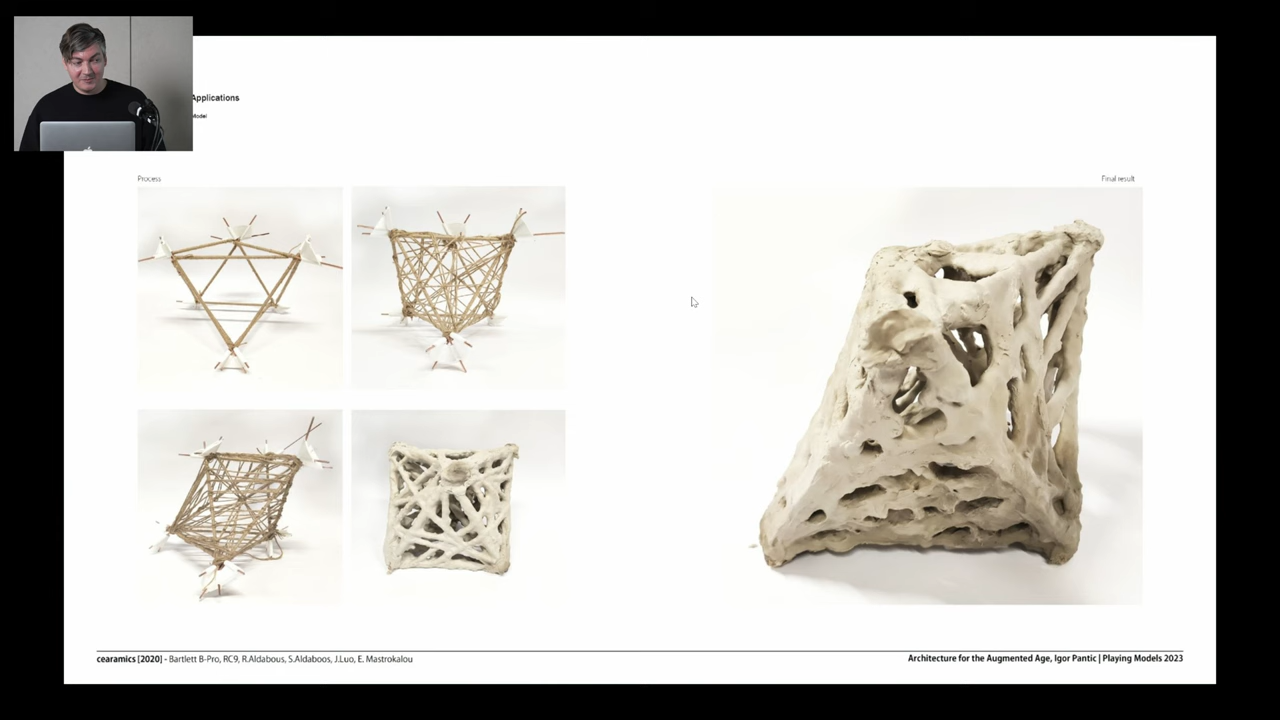 Applications
Model
Process
Final result
cearamics [2020] - Bartlett B-Pro, RC9, R.Aldabous, S.Aldaboos, J.Luo, E. Mastrokalou
Architecture for the Augmented Age, Igor Pantic | Playing Models 2023